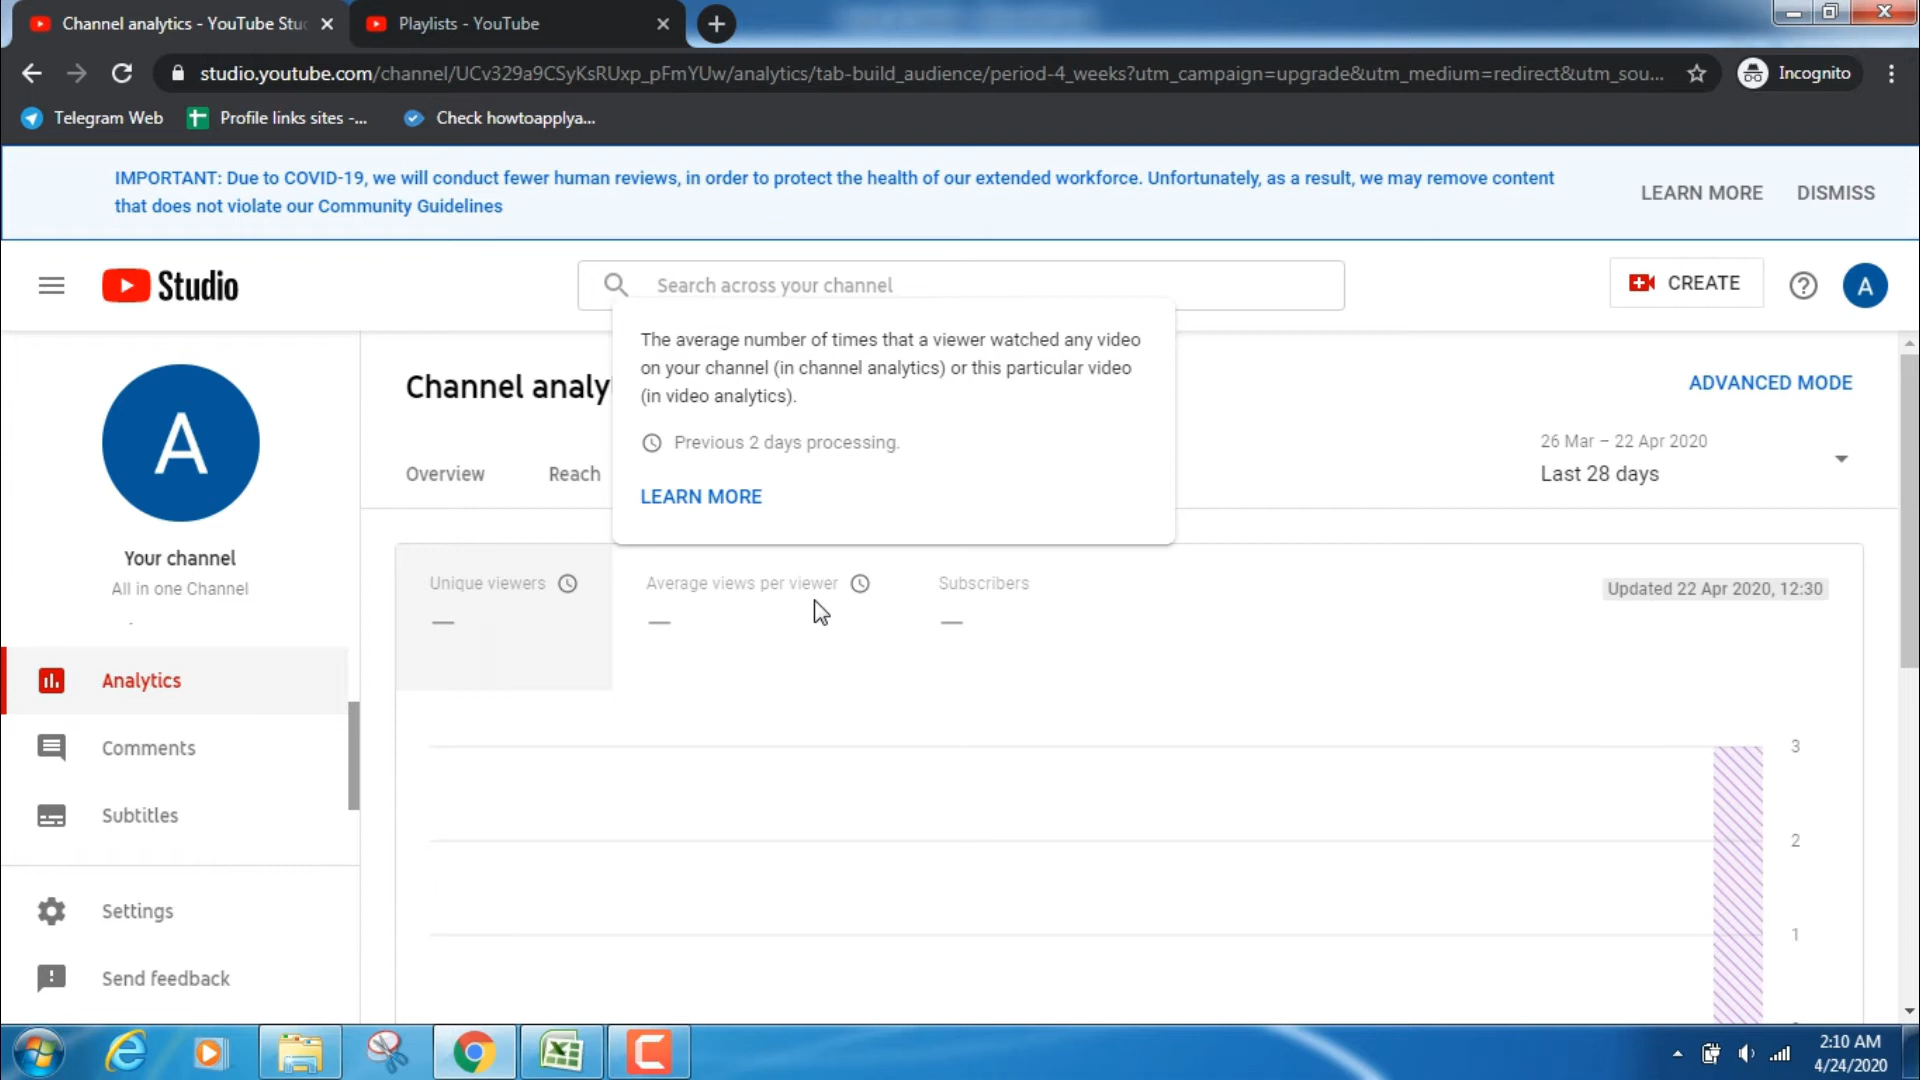 Channel analytics - YouTube Stu
Playlists - YouTube
studio.youtube.com/channel/UCv329a9CSyKsRUxp_pFmYUw/analytics/tab-build_audience/period-4_weeks?utm_campaign=upgrade&utm_medium=redirect&utm_sou...
Incognito
Telegram Web
Profile links sites -...
Check howtoapplya...
IMPORTANT: Due to COVID-19, we will conduct fewer human reviews, in order to protect the health of our extended workforce. Unfortunately, as a result, we may remove content
that does not violate our Community Guidelines
LEARN MORE
DISMISS
Studio
Search across your channel
CREATE
A
The average number of times that a viewer watched any video
on your channel (in channel analytics) or this particular video
(in video analytics).
Previous 2 days processing.
LEARN MORE
Channel analy
ADVANCED MODE
26 Mar – 22 Apr 2020
Last 28 days
Overview
Reach
A
Your channel
All in one Channel
Analytics
Comments
Subtitles
Settings
Send feedback
Unique viewers
—
Average views per viewer
—
Subscribers
—
Updated 22 Apr 2020, 12:30
3
2
1
2:10 AM
4/24/2020